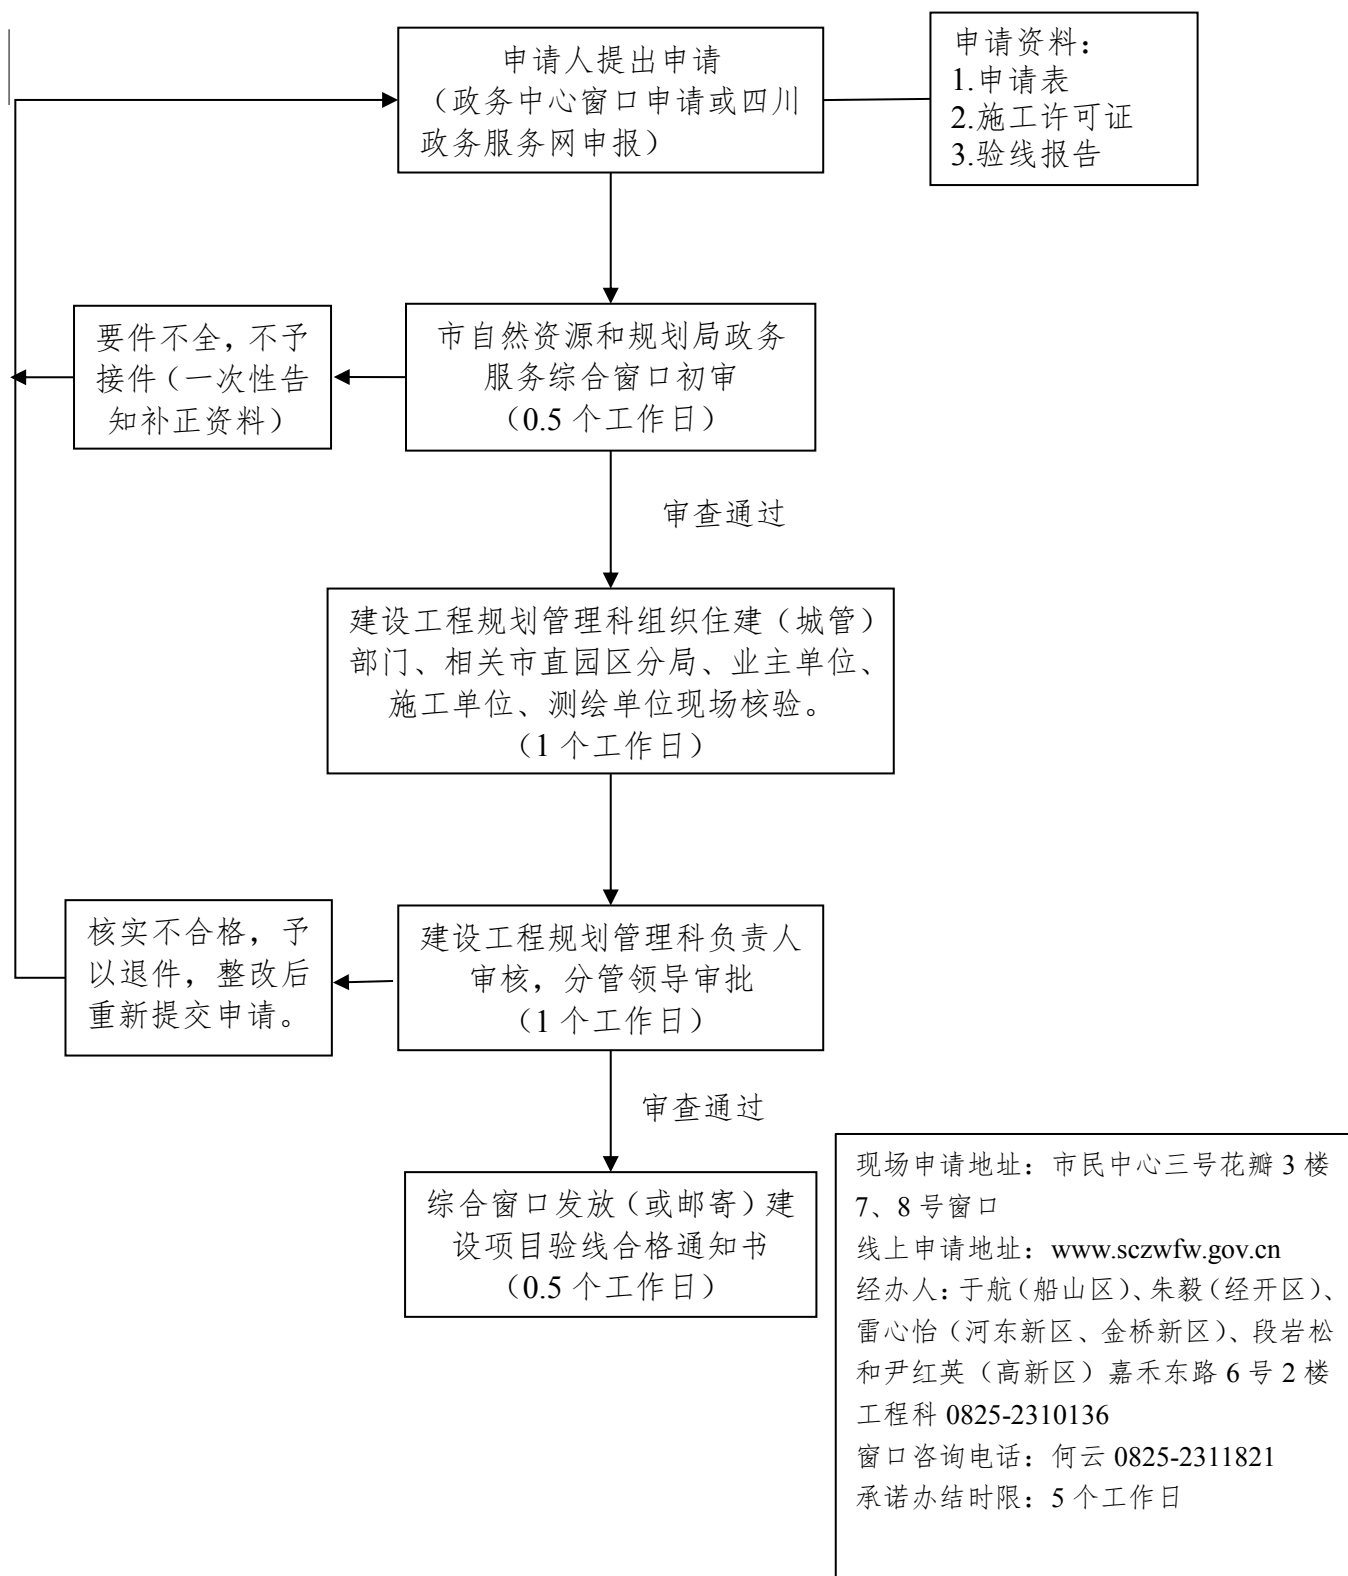 申请人提出申请
（政务中心窗口申请或四川
政务服务网申报）
申请资料：
1.申请表
2.施工许可证
3.验线报告
要件不全，不予
接件（一次性告
知补正资料）
市自然资源和规划局政务
服务综合窗口初审
（0.5 个工作日）
审查通过
建设工程规划管理科组织住建（城管）
部门、相关市直园区分局、业主单位、
施工单位、测绘单位现场核验。
（1 个工作日）
核实不合格，予
以退件，整改后
重新提交申请。
建设工程规划管理科负责人
审核，分管领导审批
（1 个工作日）
审查通过
综合窗口发放（或邮寄）建
设项目验线合格通知书
（0.5 个工作日）
现场申请地址：市民中心三号花瓣 3 楼
7、8 号窗口
线上申请地址：www.sczwfw.gov.cn
经办人：于航（船山区）、朱毅（经开区）、
雷心怡（河东新区、金桥新区）、段岩松
和尹红英（高新区）嘉禾东路 6 号 2 楼
工程科 0825-2310136
窗口咨询电话：何云 0825-2311821
承诺办结时限：5 个工作日